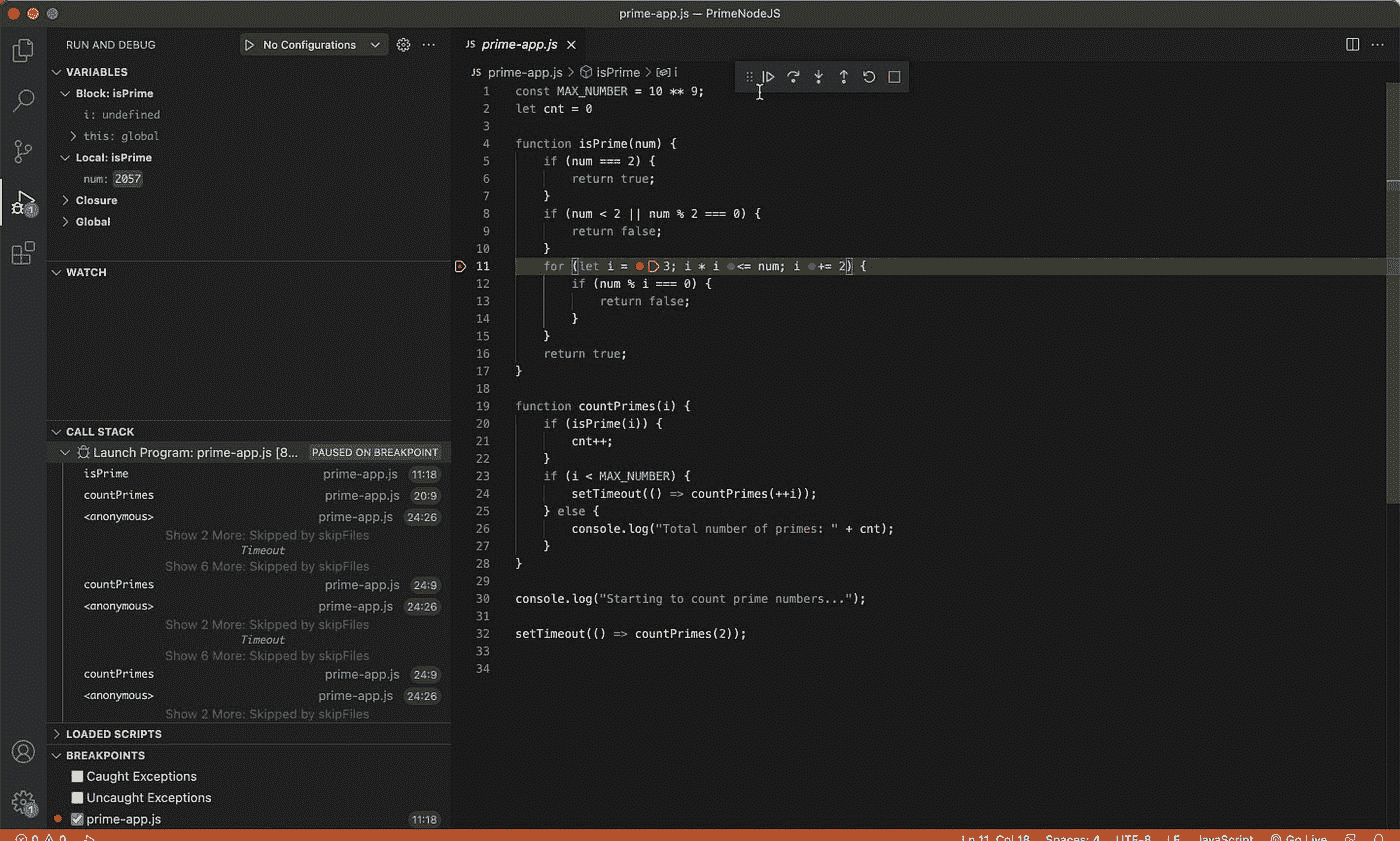 prime-app.js — PrimeNodeJS
RUN AND DEBUG
No Configurations
VARIABLES
Block: isPrime
i: undefined
this: global
Local: isPrime
num: 2057
Closure
Global
WATCH
CALL STACK
Launch Program: prime-app.js [8... PAUSED ON BREAKPOINT
isPrime prime-app.js 11:18
countPrimes prime-app.js 20:9
<anonymous> prime-app.js 24:26
Show 2 More: Skipped by skipFiles
Timeout
Show 6 More: Skipped by skipFiles
countPrimes prime-app.js 24:9
<anonymous> prime-app.js 24:26
Show 2 More: Skipped by skipFiles
Timeout
Show 6 More: Skipped by skipFiles
countPrimes prime-app.js 24:9
<anonymous> prime-app.js 24:26
Show 2 More: Skipped by skipFiles
LOADED SCRIPTS
BREAKPOINTS
Caught Exceptions
Uncaught Exceptions
prime-app.js 11:18
1
1
JS prime-app.js
JS prime-app.js > isPrime > i
1 const MAX_NUMBER = 10 ** 9;
2 let cnt = 0
3
4 function isPrime(num) {
5 if (num === 2) {
6 return true;
7 }
8 if (num < 2 || num % 2 === 0) {
9 return false;
10 }
11 for (let i = 3; i * i <= num; i += 2) {
12 if (num % i === 0) {
13 return false;
14 }
15 }
16 return true;
17 }
18
19 function countPrimes(i) {
20 if (isPrime(i)) {
21 cnt++;
22 }
23 if (i < MAX_NUMBER) {
24 setTimeout(() => countPrimes(++i));
25 } else {
26 console.log("Total number of primes: " + cnt);
27 }
28 }
29
30 console.log("Starting to count prime numbers...");
31
32 setTimeout(() => countPrimes(2));
33
34
0 0 Ln 11, Col 18 Spaces: 4 UTF-8 LF JavaScript Go Live